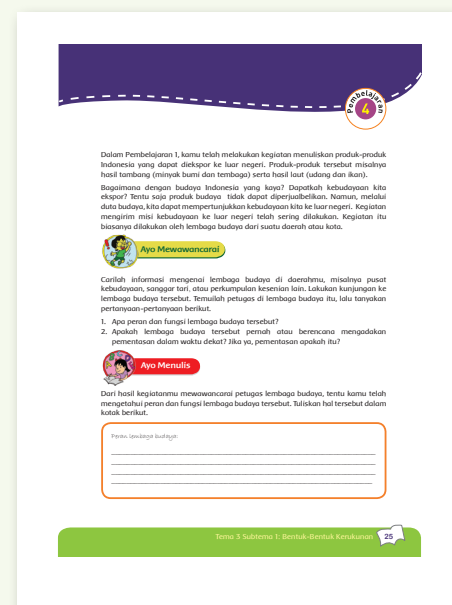 Pembelajaran
4
Dalam Pembelajaran 1, kamu telah melakukan kegiatan menuliskan produk-produk
Indonesia yang dapat diekspor ke luar negeri. Produk-produk tersebut misalnya
hasil tambang (minyak bumi dan tembaga) serta hasil laut (udang dan ikan).
Bagaimana dengan budaya Indonesia yang kaya? Dapatkah kebudayaan kita
ekspor? Tentu saja produk budaya tidak dapat diperjualbelikan. Namun, melalui
duta budaya, kita dapat mempertunjukkan kebudayaan kita ke luar negeri. Kegiatan
mengirim misi kebudayaan ke luar negeri telah sering dilakukan. Kegiatan itu
biasanya dilakukan oleh lembaga budaya dari suatu daerah atau kota.
Ayo Mewawancarai
Carilah informasi mengenai lembaga budaya di daerahmu, misalnya pusat
kebudayaan, sanggar tari, atau perkumpulan kesenian lain. Lakukan kunjungan ke
lembaga budaya tersebut. Temuilah petugas di lembaga budaya itu, lalu tanyakan
pertanyaan-pertanyaan berikut.
1. Apa peran dan fungsi lembaga budaya tersebut?
2. Apakah lembaga budaya tersebut pernah atau berencana mengadakan
pementasan dalam waktu dekat? Jika ya, pementasan apakah itu?
Ayo Menulis
Dari hasil kegiatanmu mewawancarai petugas lembaga budaya, tentu kamu telah
mengetahui peran dan fungsi lembaga budaya tersebut. Tuliskan hal tersebut dalam
kotak berikut.
Peran lembaga budaya:
Tema 3 Subtema 1: Bentuk-Bentuk Kerukunan
25